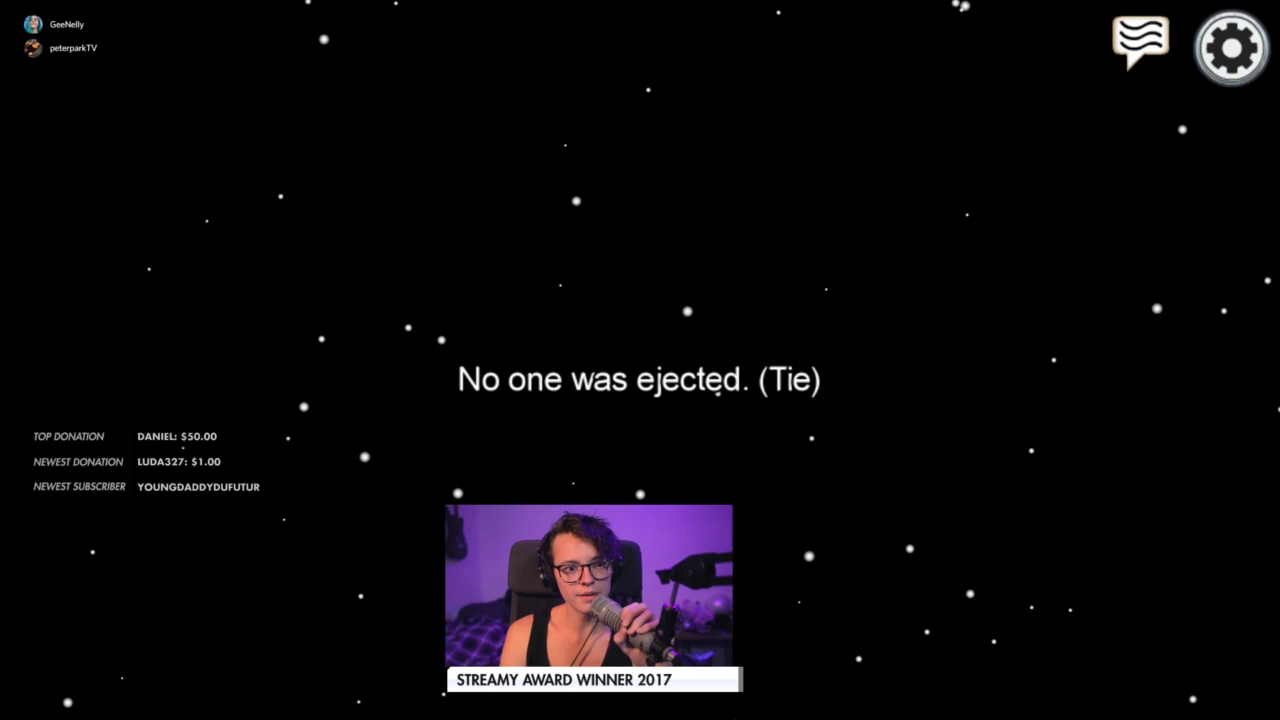 GeeNelly
peterparkTV
No one was ejected. (Tie)
TOP DONATION DANIEL: $50.00
NEWEST DONATION LUDA327: $1.00
NEWEST SUBSCRIBER YOUNGDADDYDUFUTUR
STREAMY AWARD WINNER 2017